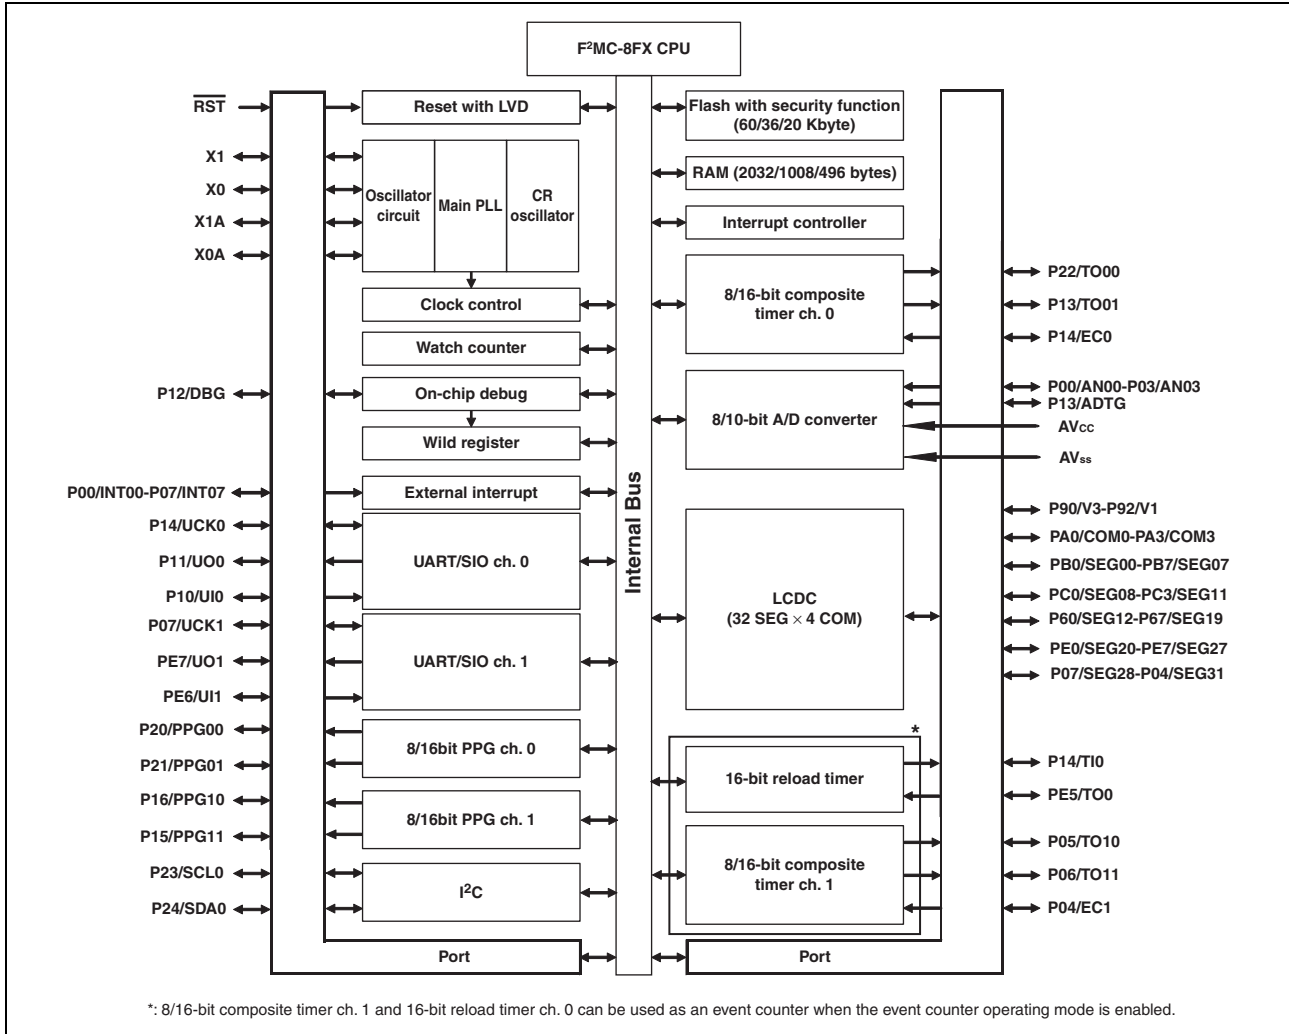 F²MC-8FX CPU
RST
X1
X0
X1A
X0A
P12/DBG
P00/INT00-P07/INT07
P14/UCK0
P11/UO0
P10/UI0
P07/UCK1
PE7/UO1
PE6/UI1
P20/PPG00
P21/PPG01
P16/PPG10
P15/PPG11
P23/SCL0
P24/SDA0
Reset with LVD
Oscillator
circuit
Main PLL
CR
oscillator
Clock control
Watch counter
On-chip debug
Wild register
External interrupt
UART/SIO ch. 0
UART/SIO ch. 1
8/16bit PPG ch. 0
8/16bit PPG ch. 1
I²C
Port
Internal Bus
Flash with security function
(60/36/20 Kbyte)
RAM (2032/1008/496 bytes)
Interrupt controller
8/16-bit composite
timer ch. 0
8/10-bit A/D converter
LCDC
(32 SEG × 4 COM)
*
16-bit reload timer
8/16-bit composite
timer ch. 1
Port
P22/TO00
P13/TO01
P14/EC0
P00/AN00-P03/AN03
P13/ADTG
AVCC
AVss
P90/V3-P92/V1
PA0/COM0-PA3/COM3
PB0/SEG00-PB7/SEG07
PC0/SEG08-PC3/SEG11
P60/SEG12-P67/SEG19
PE0/SEG20-PE7/SEG27
P07/SEG28-P04/SEG31
P14/TI0
PE5/TO0
P05/TO10
P06/TO11
P04/EC1
*: 8/16-bit composite timer ch. 1 and 16-bit reload timer ch. 0 can be used as an event counter when the event counter operating mode is enabled.